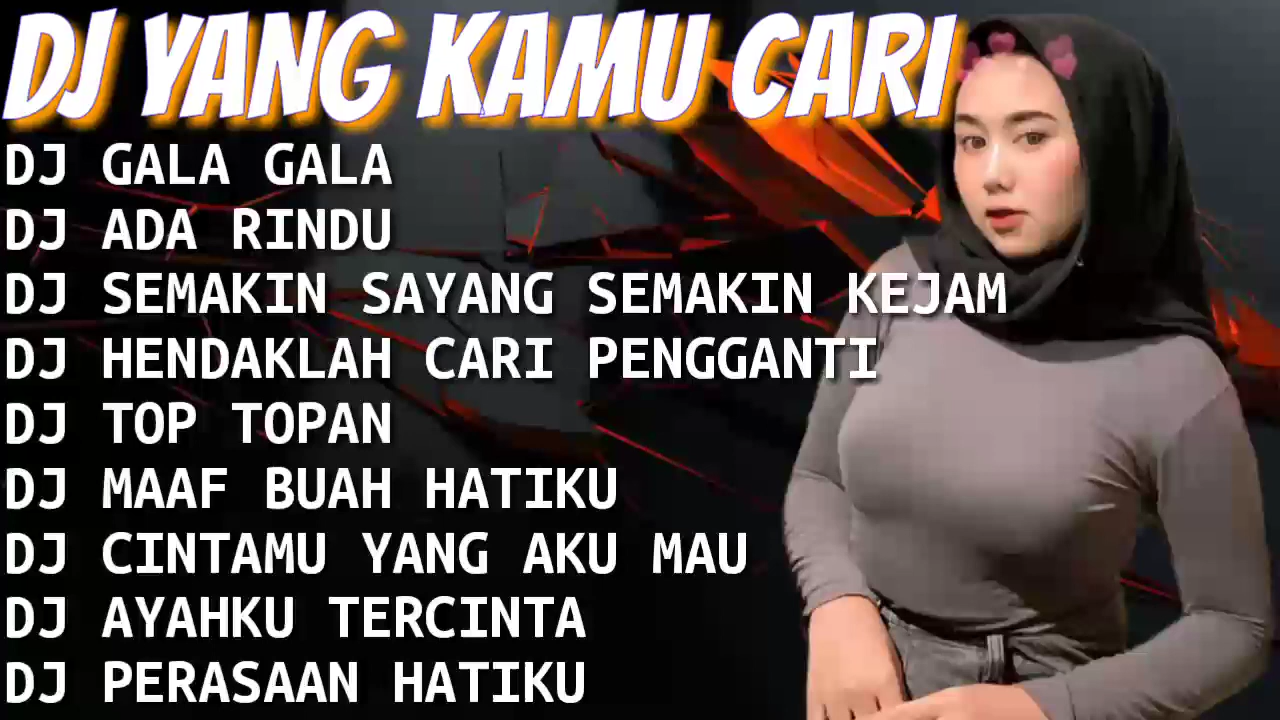 DJ YANG KAMU CARI
DJ GALA GALA
DJ ADA RINDU
DJ SEMAKIN SAYANG SEMAKIN KEJAM
DJ HENDAKLAH CARI PENGGANTI
DJ TOP TOPAN
DJ MAAF BUAH HATIKU
DJ CINTAMU YANG AKU MAU
DJ AYAHKU TERCINTA
DJ PERASAAN HATIKU